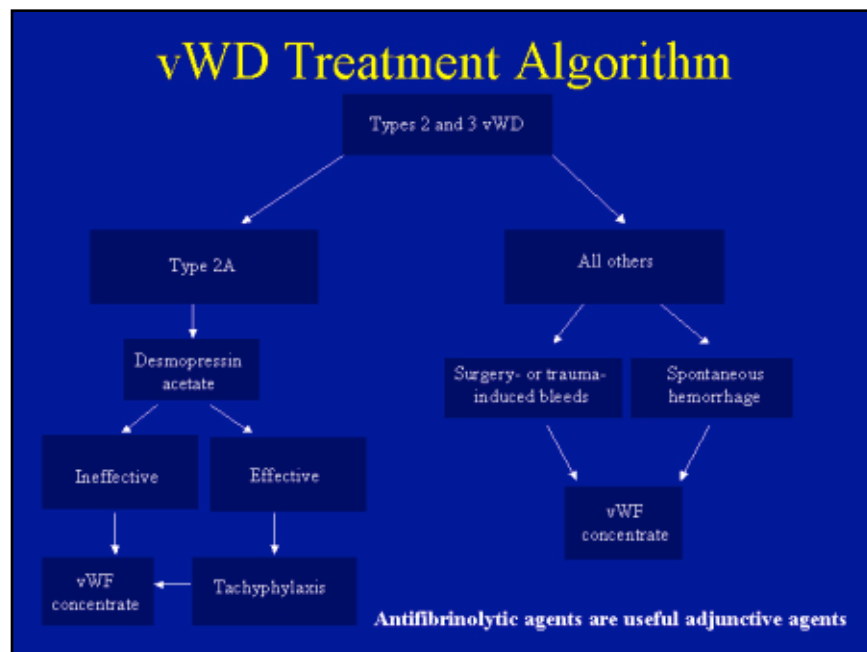 vWD Treatment Algorithm
Types 2 and 3 vWD
Type 2A
All others
Desmopressin
acetate
Surgery- or trauma-
induced bleeds
Spontaneous
hemorrhage
Ineffective
Effective
vWF
concentrate
vWF
concentrate
Tachyphylaxis
Antifibrinolytic agents are useful adjunctive agents